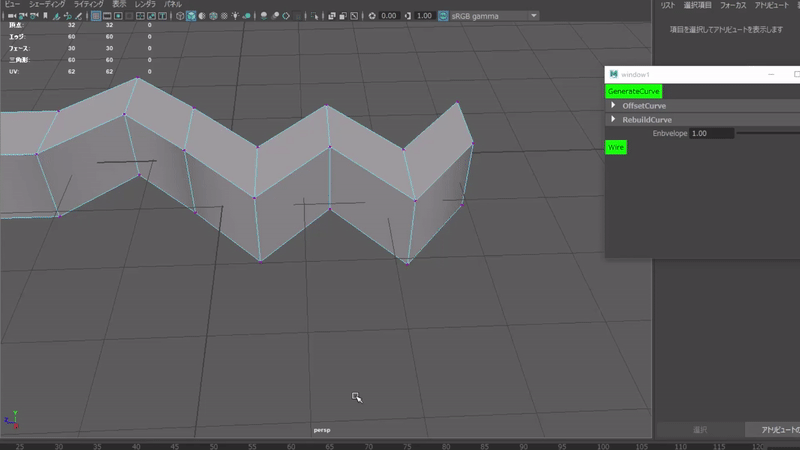 ビュー シェーディング ライティング 表示 レンダラ パネル
リスト 選択項目 フォーカス アトリビュート
0.00 1.00 sRGB gamma
項目を選択してアトリビュートを表示します
頂点: 32 32 0
エッジ: 60 60 0
フェース: 30 30 0
三角形: 60 60 0
UV: 62 62 0
window1
GenerateCurve
OffsetCurve
RebuildCurve
Enbvelope 1.00
Wire
Y
Z
persp
選択 アトリビュートの
25 30 35 40 45 50 55 60 65 70 75 80 85 90 95 100 105 110 115 120